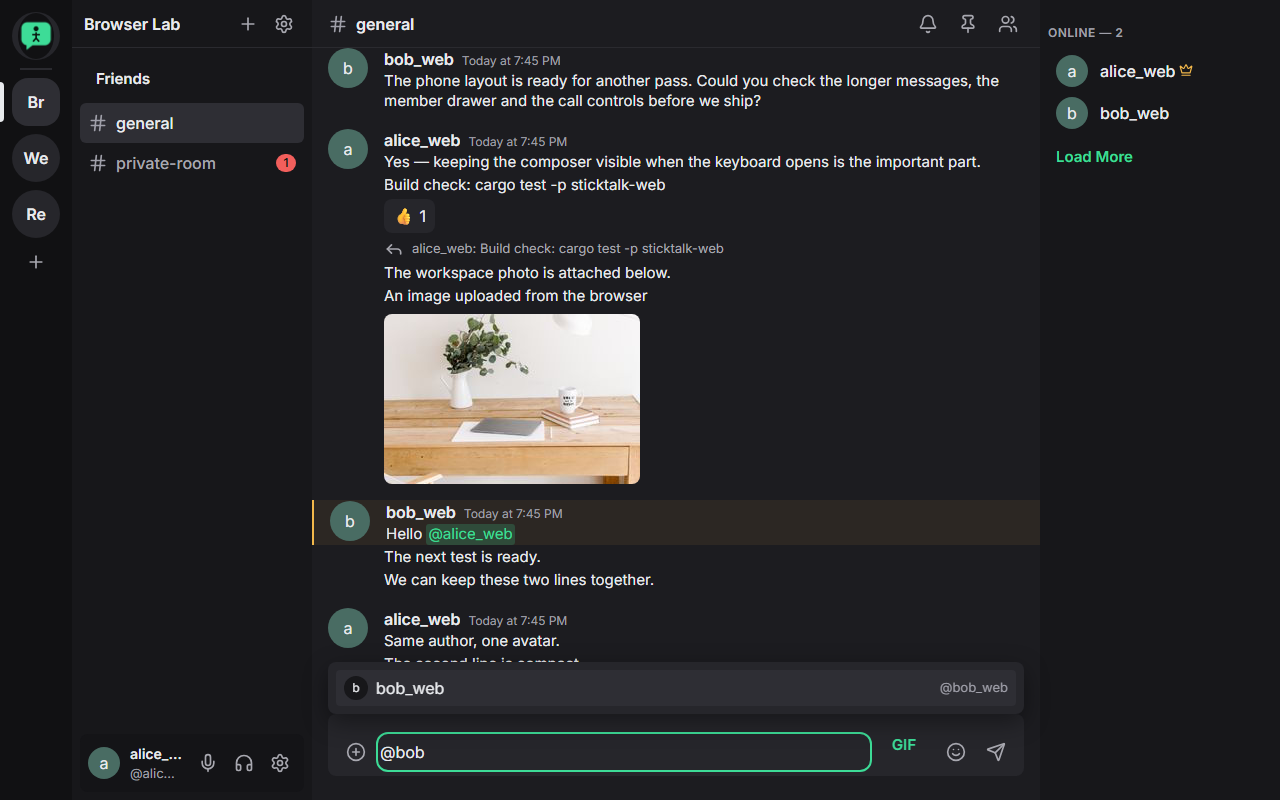 Browser Lab
general
Br
We
Re
Friends
general
private-room
1
bob_web Today at 7:45 PM
The phone layout is ready for another pass. Could you check the longer messages, the
member drawer and the call controls before we ship?
alice_web Today at 7:45 PM
Yes — keeping the composer visible when the keyboard opens is the important part.
Build check: cargo test -p sticktalk-web
👍 1
alice_web: Build check: cargo test -p sticktalk-web
The workspace photo is attached below.
An image uploaded from the browser
b
bob_web Today at 7:45 PM
Hello @alice_web
The next test is ready.
We can keep these two lines together.
a
alice_web Today at 7:45 PM
Same author, one avatar.
The second line is compact.
b
bob_web
@bob_web
@bob
GIF
a
alice_...
@alic...
ONLINE — 2
a
alice_web
b
bob_web
Load More